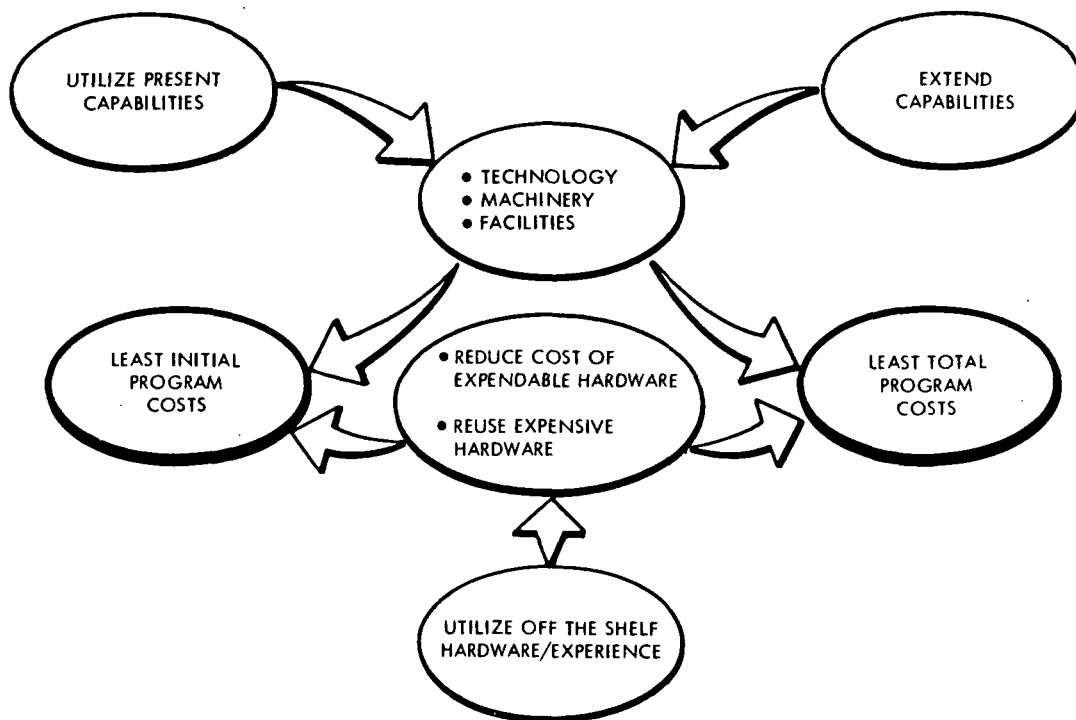 UTILIZE PRESENT
CAPABILITIES
EXTEND
CAPABILITIES
• TECHNOLOGY
• MACHINERY
• FACILITIES
LEAST INITIAL
PROGRAM
COSTS
• REDUCE COST OF
EXPENDABLE HARDWARE
• REUSE EXPENSIVE
HARDWARE
LEAST TOTAL
PROGRAM
COSTS
UTILIZE OFF THE SHELF
HARDWARE/EXPERIENCE